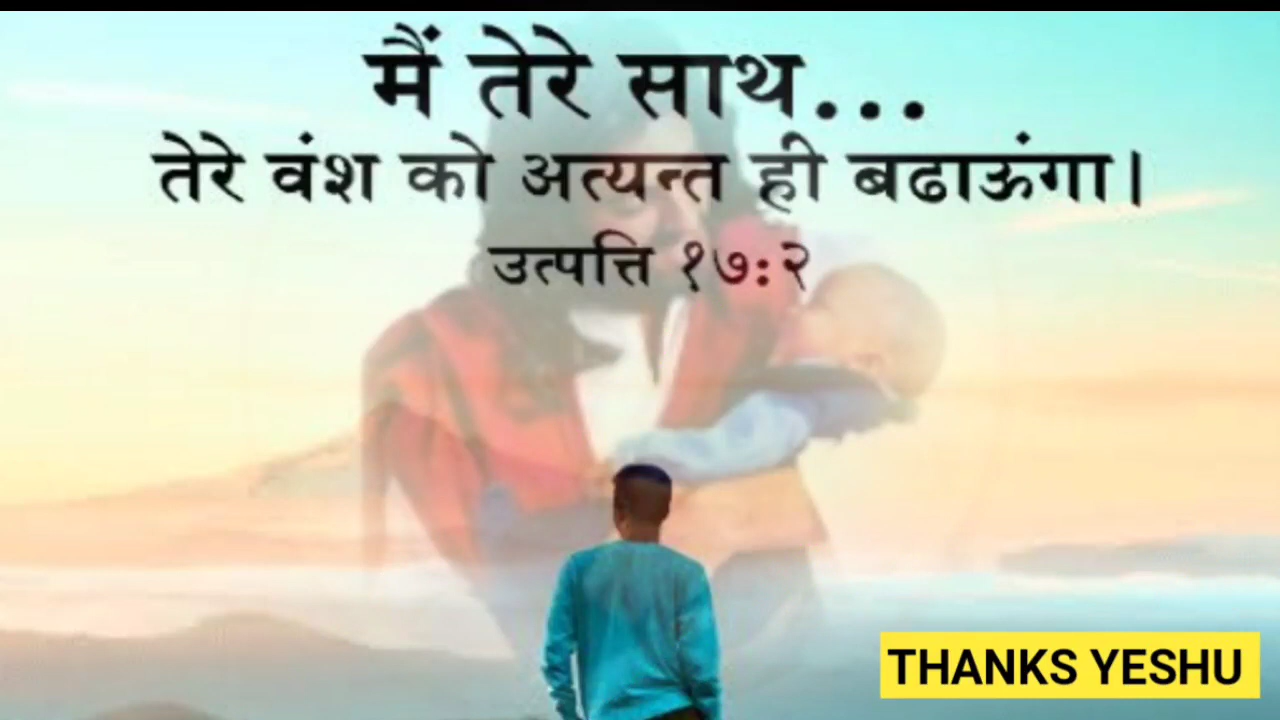 मैं तेरे साथ...
तेरे वंश को अत्यन्त ही बढाऊंगा।
उत्पत्ति १७:२
THANKS YESHU